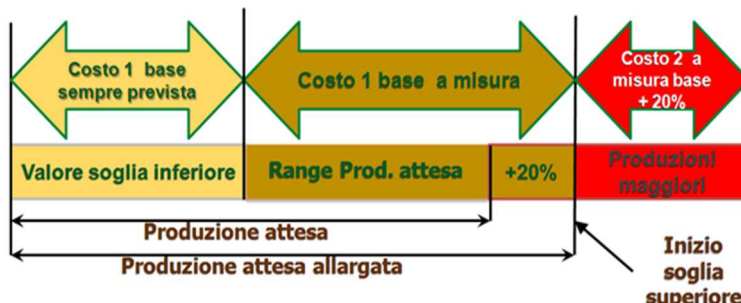 Costo 1 base
sempre prevista
Costo 1 base a misura
Costo 2 a
misura base
+ 20%
Valore soglia inferiore
Range Prod. attesa
+20%
Produzioni
maggiori
Produzione attesa
Produzione attesa allargata
Inizio
soglia
superiore